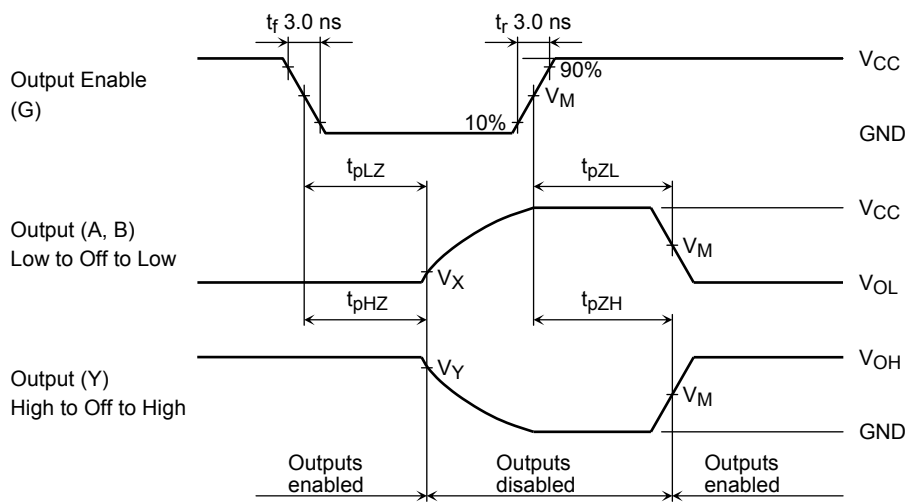 tf 3.0 ns
tr 3.0 ns
Output Enable
(G)
90%
VM
10%
VCC
GND
tpLZ
tpZL
Output (A, B)
Low to Off to Low
VX
VM
VCC
VOL
tpHZ
tpZH
Output (Y)
High to Off to High
VY
VM
VOH
GND
Outputs
enabled
Outputs
disabled
Outputs
enabled